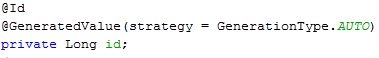 @Id
@GeneratedValue(strategy = GenerationType.AUTO)
private Long id;